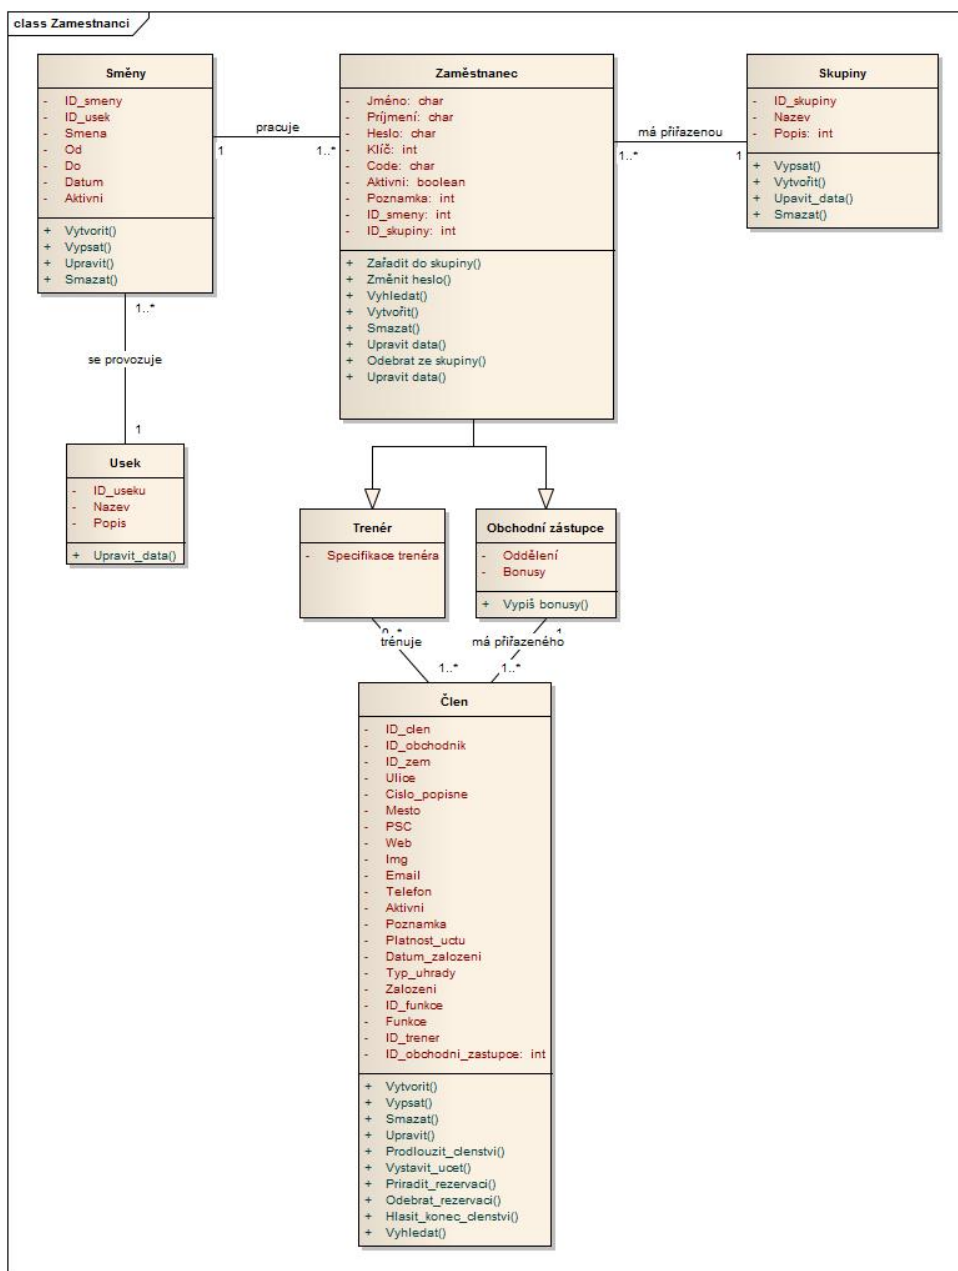 class Zamestnanci
Směny
- ID_smeny
- ID_usek
- Smena
- Od
- Do
- Datum
- Aktivni
+ Vytvorit()
+ Vypsat()
+ Upravit()
+ Smazat()
pracuje
1
1..*
Zaměstnanec
- Jméno: char
- Príjmení: char
- Heslo: char
- Klíč: int
- Code: char
- Aktivni: boolean
- Poznamka: int
- ID_smeny: int
- ID_skupiny: int
+ Zařadit do skupiny()
+ Změnit heslo()
+ Vyhledat()
+ Vytvořit()
+ Smazat()
+ Upravit data()
+ Odebrat ze skupiny()
+ Upravit data()
má přiřazenou
1..*
1
Skupiny
- ID_skupiny
- Nazev
- Popis: int
+ Vypsat()
+ Vytvořit()
+ Upavit_data()
+ Smazat()
1..*
se provozuje
1
Usek
- ID_useku
- Nazev
- Popis
+ Upravit_data()
Trenér
- Specifikace trenéra
Obchodní zástupce
- Oddělení
- Bonusy
+ Vypiš bonusy()
0..*
trénuje
1..*
1
má přiřazeného
1..*
Člen
- ID_clen
- ID_obchodnik
- ID_zem
- Ulice
- Cislo_popisne
- Mesto
- PSC
- Web
- Img
- Email
- Telefon
- Aktivni
- Poznamka
- Platnost_uctu
- Datum_zalozeni
- Typ_uhrady
- Zalozeni
- ID_funkce
- Funkce
- ID_trener
- ID_obchodni_zastupce: int
+ Vytvorit()
+ Vypsat()
+ Smazat()
+ Upravit()
+ Prodlouzit_clenstvi()
+ Vystavit_ucet()
+ Priradit_rezervaci()
+ Odebrat_rezervaci()
+ Hlasit_konec_clenstvi()
+ Vyhledat()